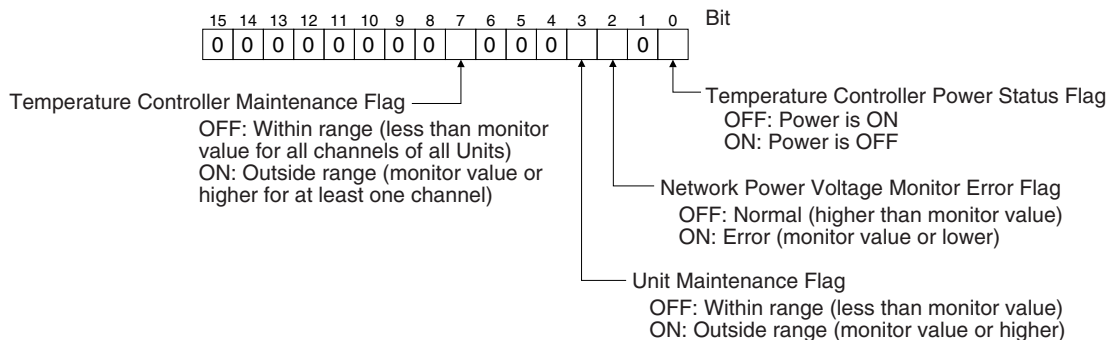 15 14 13 12 11 10 9 8 7 6 5 4 3 2 1 0 Bit
0 0 0 0 0 0 0 0 0 0 0 0
Temperature Controller Maintenance Flag
OFF: Within range (less than monitor
value for all channels of all Units)
ON: Outside range (monitor value or
higher for at least one channel)
Temperature Controller Power Status Flag
OFF: Power is ON
ON: Power is OFF
Network Power Voltage Monitor Error Flag
OFF: Normal (higher than monitor value)
ON: Error (monitor value or lower)
Unit Maintenance Flag
OFF: Within range (less than monitor value)
ON: Outside range (monitor value or higher)